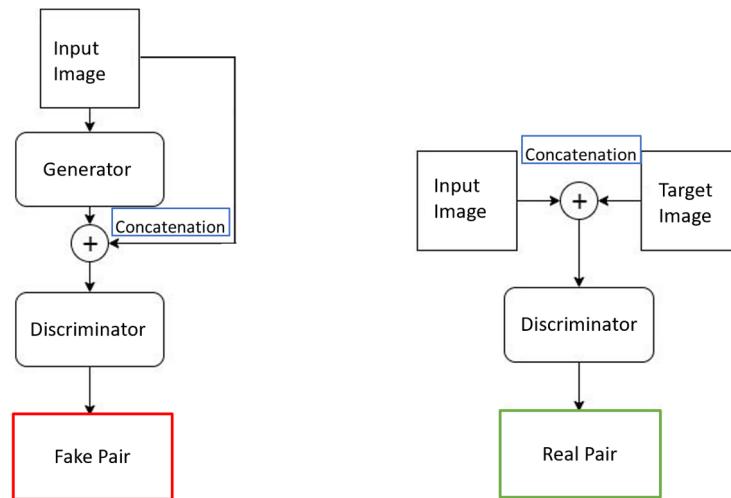 Input
Image
Generator
Concatenation
Discriminator
Fake Pair
Concatenation
Input
Image
Target
Image
Discriminator
Real Pair